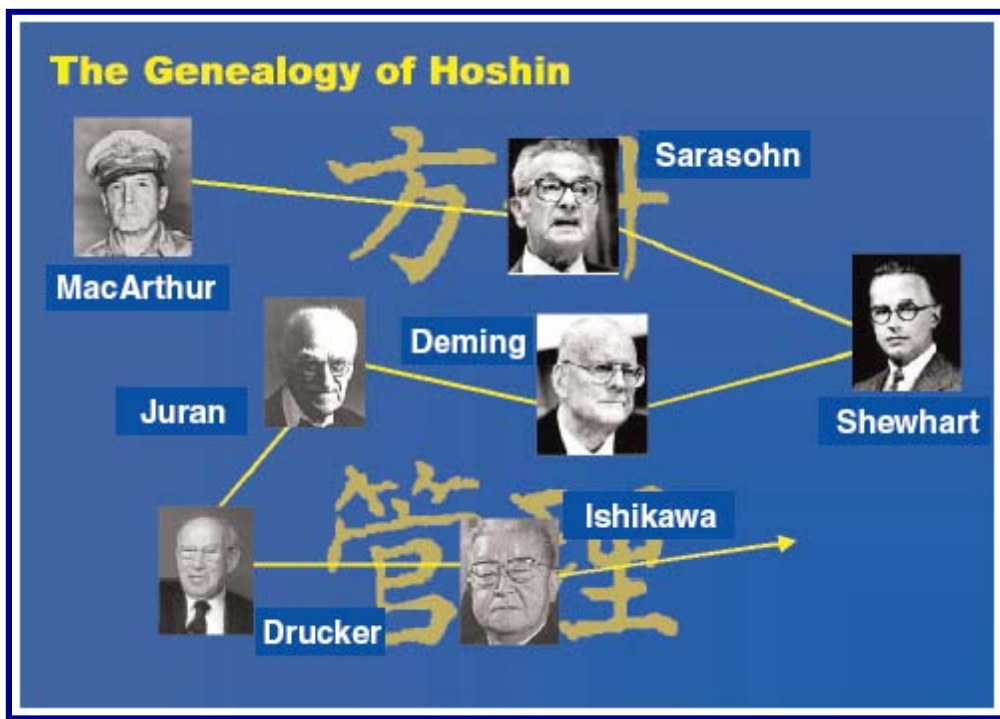 The Genealogy of Hoshin
方針
Sarasohn
MacArthur
Deming
Juran
Shewhart
管理
Ishikawa
Drucker